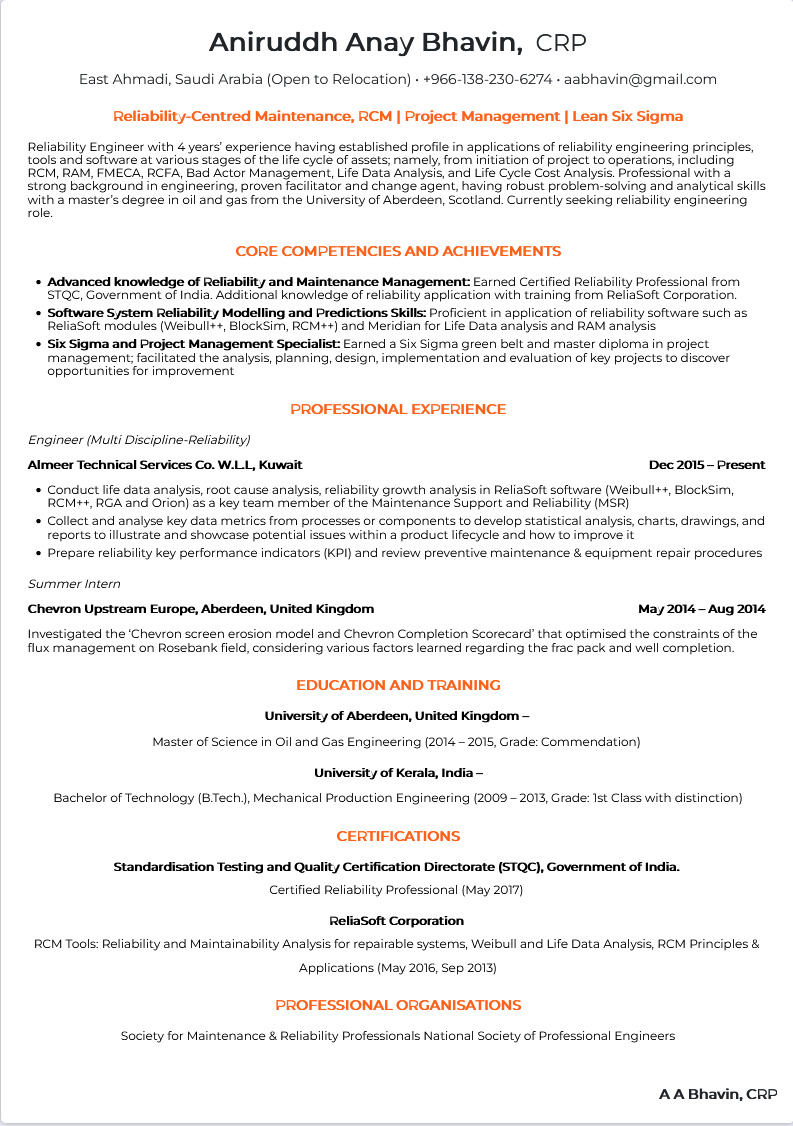 Aniruddh Anay Bhavin, CRP
East Ahmadi, Saudi Arabia (Open to Relocation) • +966-138-230-6274 • aabhavin@gmail.com
Reliability-Centred Maintenance, RCM | Project Management | Lean Six Sigma
Reliability Engineer with 4 years’ experience having established profile in applications of reliability engineering principles,
tools and software at various stages of the life cycle of assets; namely, from initiation of project to operations, including
RCM, RAM, FMECA, RCFA, Bad Actor Management, Life Data Analysis, and Life Cycle Cost Analysis. Professional with a
strong background in engineering, proven facilitator and change agent, having robust problem-solving and analytical skills
with a master’s degree in oil and gas from the University of Aberdeen, Scotland. Currently seeking reliability engineering
role.
CORE COMPETENCIES AND ACHIEVEMENTS
• Advanced knowledge of Reliability and Maintenance Management: Earned Certified Reliability Professional from
STQC, Government of India. Additional knowledge of reliability application with training from ReliaSoft Corporation.
• Software System Reliability Modelling and Predictions Skills: Proficient in application of reliability software such as
ReliaSoft modules (Weibull++, BlockSim, RCM++) and Meridian for Life Data analysis and RAM analysis
• Six Sigma and Project Management Specialist: Earned a Six Sigma green belt and master diploma in project
management; facilitated the analysis, planning, design, implementation and evaluation of key projects to discover
opportunities for improvement
PROFESSIONAL EXPERIENCE
Engineer (Multi Discipline-Reliability)
Almeer Technical Services Co. W.L.L, Kuwait Dec 2015 – Present
• Conduct life data analysis, root cause analysis, reliability growth analysis in ReliaSoft software (Weibull++, BlockSim,
RCM++, RGA and Orion) as a key team member of the Maintenance Support and Reliability (MSR)
• Collect and analyse key data metrics from processes or components to develop statistical analysis, charts, drawings, and
reports to illustrate and showcase potential issues within a product lifecycle and how to improve it
• Prepare reliability key performance indicators (KPI) and review preventive maintenance & equipment repair procedures
Summer Intern
Chevron Upstream Europe, Aberdeen, United Kingdom May 2014 – Aug 2014
Investigated the ‘Chevron screen erosion model and Chevron Completion Scorecard’ that optimised the constraints of the
flux management on Rosebank field, considering various factors learned regarding the frac pack and well completion.
EDUCATION AND TRAINING
University of Aberdeen, United Kingdom –
Master of Science in Oil and Gas Engineering (2014 – 2015, Grade: Commendation)
University of Kerala, India –
Bachelor of Technology (B.Tech.), Mechanical Production Engineering (2009 – 2013, Grade: 1st Class with distinction)
CERTIFICATIONS
Standardisation Testing and Quality Certification Directorate (STQC), Government of India.
Certified Reliability Professional (May 2017)
ReliaSoft Corporation
RCM Tools: Reliability and Maintainability Analysis for repairable systems, Weibull and Life Data Analysis, RCM Principles &
Applications (May 2016, Sep 2013)
PROFESSIONAL ORGANISATIONS
Society for Maintenance & Reliability Professionals National Society of Professional Engineers
A A Bhavin, CRP